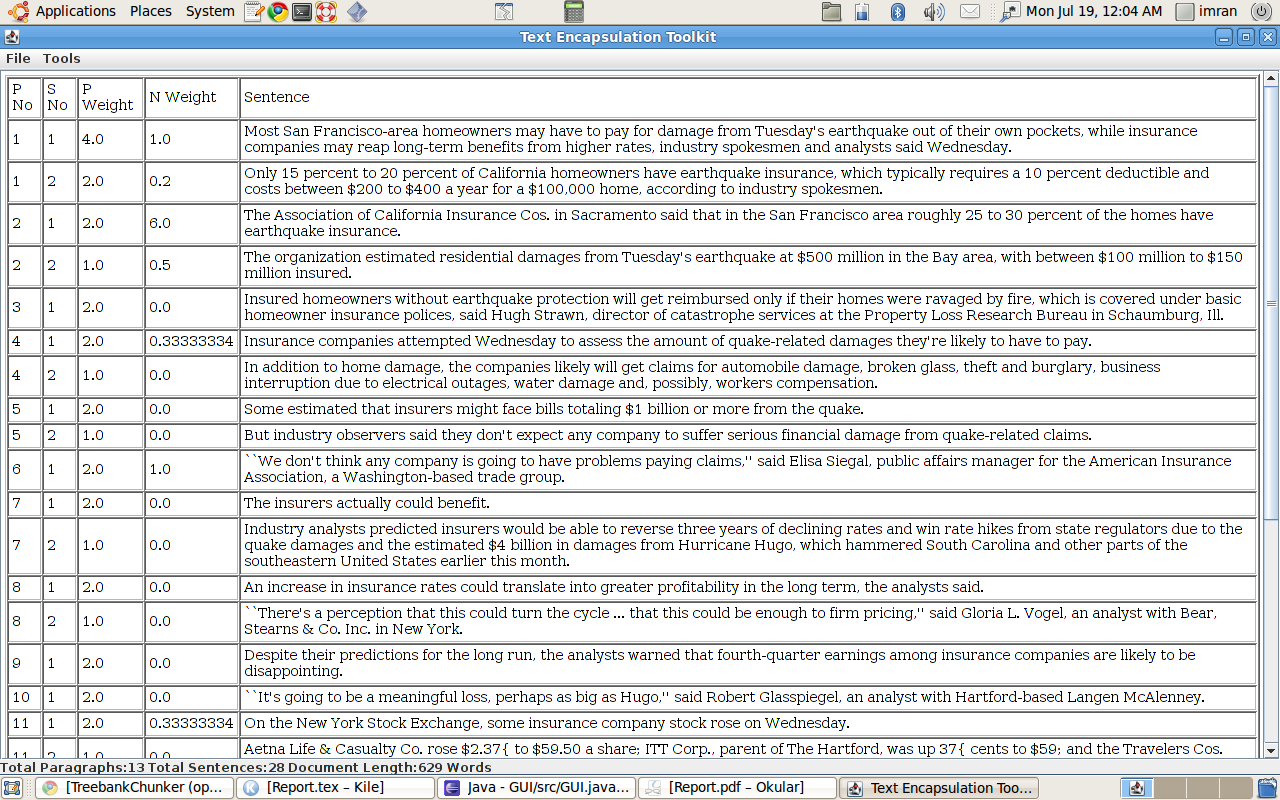 Applications Places System Mon Jul 19, 12:04 AM imran
Text Encapsulation Toolkit
File Tools
P No S No P Weight N Weight Sentence
1 1 4.0 1.0 Most San Francisco-area homeowners may have to pay for damage from Tuesday's earthquake out of their own pockets, while insurance
companies may reap long-term benefits from higher rates, industry spokesmen and analysts said Wednesday.
1 2 2.0 0.2 Only 15 percent to 20 percent of California homeowners have earthquake insurance, which typically requires a 10 percent deductible and
costs between $200 to $400 a year for a $100,000 home, according to industry spokesmen.
2 1 2.0 6.0 The Association of California Insurance Cos. in Sacramento said that in the San Francisco area roughly 25 to 30 percent of the homes have
earthquake insurance.
2 2 1.0 0.5 The organization estimated residential damages from Tuesday's earthquake at $500 million in the Bay area, with between $100 million to $150
million insured.
3 1 2.0 0.0 Insured homeowners without earthquake protection will get reimbursed only if their homes were ravaged by fire, which is covered under basic
homeowner insurance polices, said Hugh Strawn, director of catastrophe services at the Property Loss Research Bureau in Schaumburg, Ill.
4 1 2.0 0.33333334 Insurance companies attempted Wednesday to assess the amount of quake-related damages they're likely to have to pay.
4 2 1.0 0.0 In addition to home damage, the companies likely will get claims for automobile damage, broken glass, theft and burglary, business
interruption due to electrical outages, water damage and, possibly, workers compensation.
5 1 2.0 0.0 Some estimated that insurers might face bills totaling $1 billion or more from the quake.
5 2 1.0 0.0 But industry observers said they don't expect any company to suffer serious financial damage from quake-related claims.
6 1 2.0 1.0 ``We don't think any company is going to have problems paying claims,'' said Elisa Siegal, public affairs manager for the American Insurance
Association, a Washington-based trade group.
7 1 2.0 0.0 The insurers actually could benefit.
7 2 1.0 0.0 Industry analysts predicted insurers would be able to reverse three years of declining rates and win rate hikes from state regulators due to the
quake damages and the estimated $4 billion in damages from Hurricane Hugo, which hammered South Carolina and other parts of the
southeastern United States earlier this month.
8 1 2.0 0.0 An increase in insurance rates could translate into greater profitability in the long term, the analysts said.
8 2 1.0 0.0 ``There's a perception that this could turn the cycle ... that this could be enough to firm pricing,'' said Gloria L. Vogel, an analyst with Bear,
Stearns & Co. Inc. in New York.
9 1 2.0 0.0 Despite their predictions for the long run, the analysts warned that fourth-quarter earnings among insurance companies are likely to be
disappointing.
10 1 2.0 0.0 ``It's going to be a meaningful loss, perhaps as big as Hugo,'' said Robert Glasspiegel, an analyst with Hartford-based Langen McAlenney.
11 1 2.0 0.33333334 On the New York Stock Exchange, some insurance company stock rose on Wednesday.
11 2 1.0 0.0 Aetna Life & Casualty Co. rose $2.37{ to $59.50 a share; ITT Corp., parent of The Hartford, was up 37{ cents to $59; and the Travelers Cos.
Total Paragraphs:13 Total Sentences:28 Document Length:629 Words
[TreebankChunker (op... [Report.tex – Kile] Java - GUI/src/GUI.java... [Report.pdf – Okular] Text Encapsulation Too...